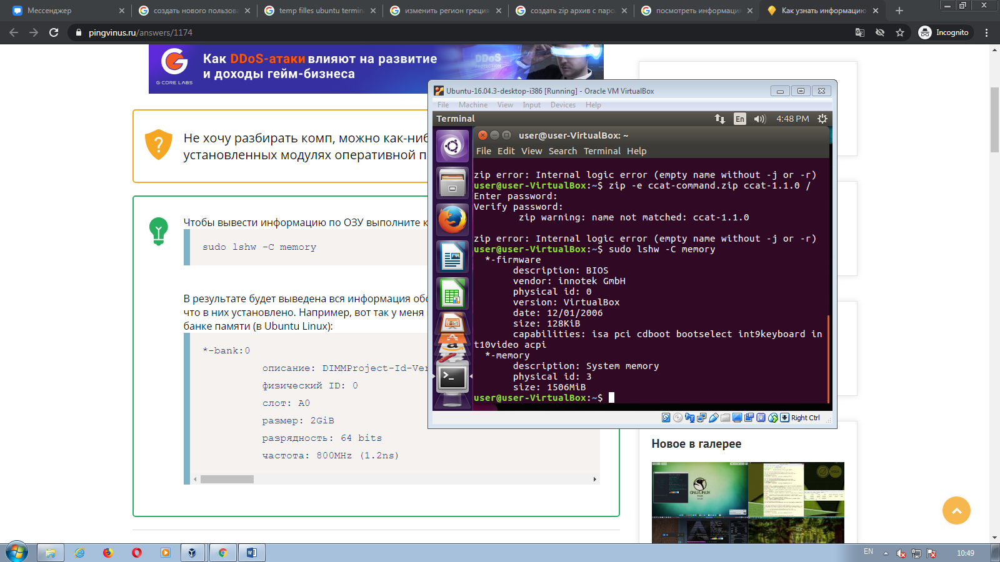 Мессенджер
создать нового пользова
temp filles ubuntu termin
изменить регион греция
создать zip архив с паро
посмотреть информаци
Как узнать информацию
pingvinus.ru/answers/1174
Incognito
G·CORE LABS
Как DDoS-атаки влияют на развитие
и доходы гейм-бизнеса
DDoS
PROTECTION
Не хочу разбирать комп, можно как-ниб
установленных модулях оперативной п
Чтобы вывести информацию по ОЗУ выполните к
sudo lshw -C memory
В результате будет выведена вся информация обо
что в них установлено. Например, вот так у меня
банке памяти (в Ubuntu Linux):
*-bank:0
описание: DIMMProject-Id-Ver
физический ID: 0
слот: A0
размер: 2GiB
разрядность: 64 bits
частота: 800MHz (1.2ns)
Ubuntu-16.04.3-desktop-i386 [Running] - Oracle VM VirtualBox
File Machine View Input Devices Help
Terminal
En
4:48 PM
user@user-VirtualBox: ~
File Edit View Search Terminal Help
zip error: Internal logic error (empty name without -j or -r)
user@user-VirtualBox:~$ zip -e ccat-command.zip ccat-1.1.0 /
Enter password:
Verify password:
zip warning: name not matched: ccat-1.1.0
zip error: Internal logic error (empty name without -j or -r)
user@user-VirtualBox:~$ sudo lshw -C memory
*-firmware
description: BIOS
vendor: innotek GmbH
physical id: 0
version: VirtualBox
date: 12/01/2006
size: 128KiB
capabilities: isa pci cdboot bootselect int9keyboard in
t10video acpi
*-memory
description: System memory
physical id: 3
size: 1506MiB
user@user-VirtualBox:~$
Right Ctrl
Новое в галерее
GNU/LINUX
EN
10:49